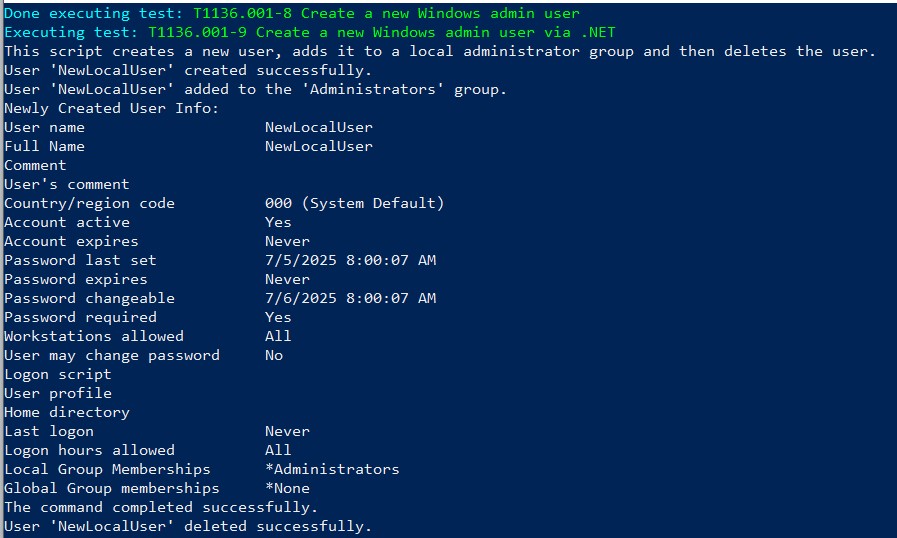 Done executing test: T1136.001-8 Create a new Windows admin user
Executing test: T1136.001-9 Create a new Windows admin user via .NET
This script creates a new user, adds it to a local administrator group and then deletes the user.
User 'NewLocalUser' created successfully.
User 'NewLocalUser' added to the 'Administrators' group.
Newly Created User Info:
User name                    NewLocalUser
Full Name                    NewLocalUser
Comment
User's comment
Country/region code          000 (System Default)
Account active               Yes
Account expires              Never
Password last set            7/5/2025 8:00:07 AM
Password expires             Never
Password changeable          7/6/2025 8:00:07 AM
Password required            Yes
Workstations allowed         All
User may change password     No
Logon script
User profile
Home directory
Last logon                   Never
Logon hours allowed          All
Local Group Memberships      *Administrators
Global Group memberships     *None
The command completed successfully.
User 'NewLocalUser' deleted successfully.